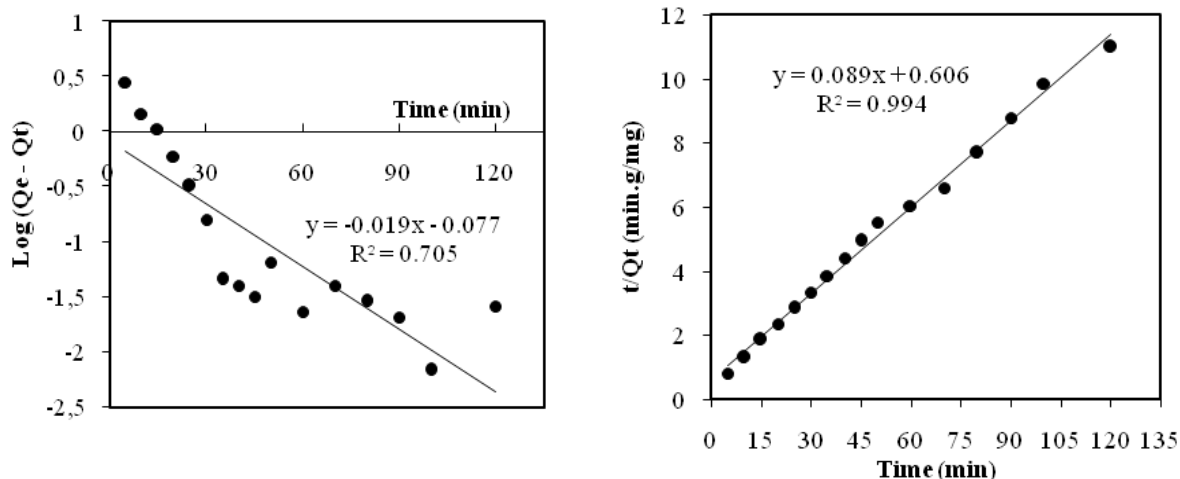 1
0,5
0
-0,5
-1
-1,5
-2
-2,5
Log (Qe - Qt)
Time (min)
0 30 60 90 120
y = -0.019x - 0.077
R² = 0.705
12
10
8
6
4
2
0
t/Qt (min.g/mg)
y = 0.089x + 0.606
R² = 0.994
0 15 30 45 60 75 90 105 120 135
Time (min)